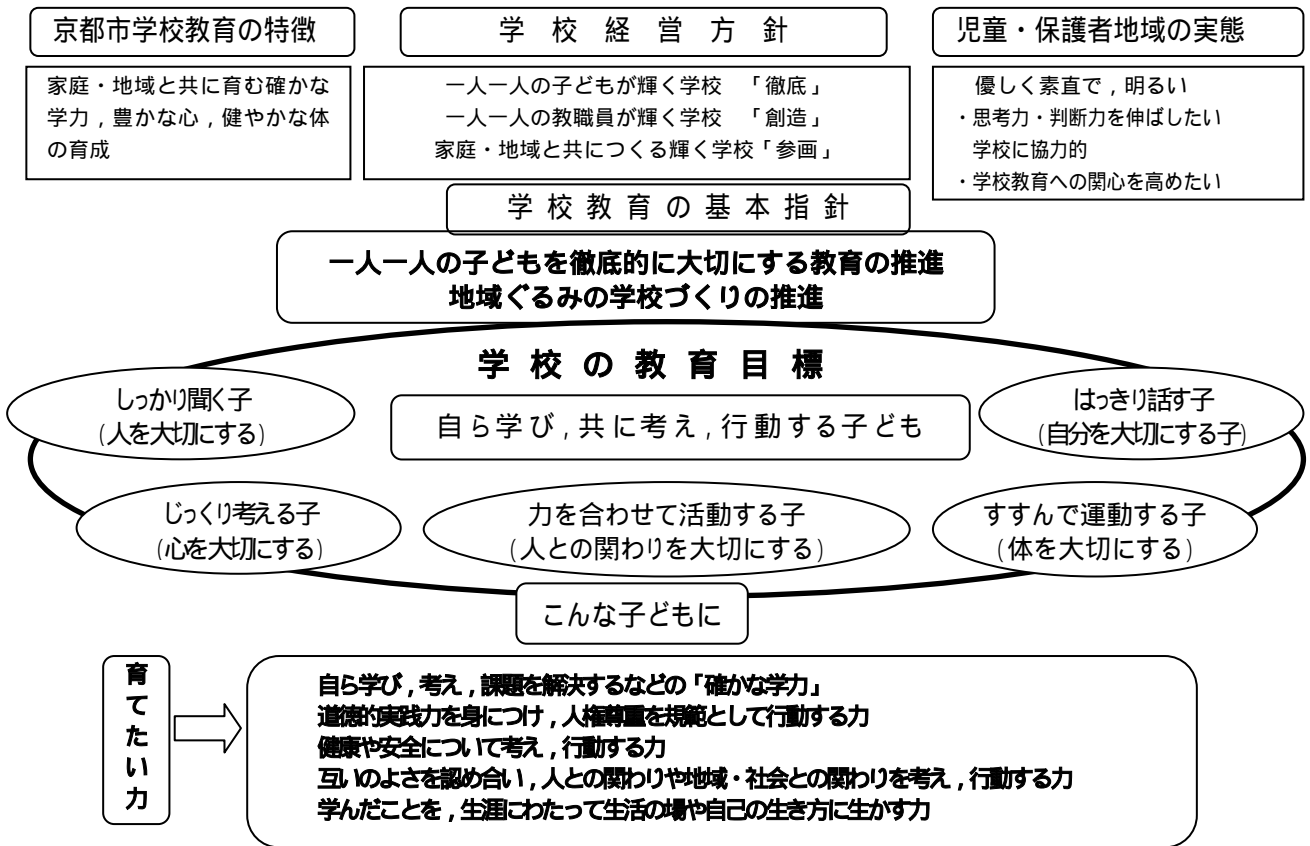 京都市学校教育の特徴
家庭・地域と共に育む確かな
学力，豊かな心，健やかな体
の育成
学校経営方針
一人一人の子どもが輝く学校　「徹底」
一人一人の教職員が輝く学校　「創造」
家庭・地域と共につくる輝く学校「参画」
児童・保護者地域の実態
優しく素直で，明るい
・思考力・判断力を伸ばしたい
学校に協力的
・学校教育への関心を高めたい
学校教育の基本指針
一人一人の子どもを徹底的に大切にする教育の推進
地域ぐるみの学校づくりの推進
学校の教育目標
自ら学び，共に考え，行動する子ども
しっかり聞く子
(人を大切にする)
はっきり話す子
(自分を大切にする子)
じっくり考える子
(心を大切にする)
力を合わせて活動する子
(人との関わりを大切にする)
すすんで運動する子
(体を大切にする)
こんな子どもに
育てたい力
自ら学び，考え，課題を解決するなどの「確かな学力」
道徳的実践力を身につけ，人権尊重を規範として行動する力
健康や安全について考え，行動する力
互いのよさを認め合い，人との関わりや地域・社会との関わりを考え，行動する力
学んだことを，生涯にわたって生活の場や自己の生き方に生かす力